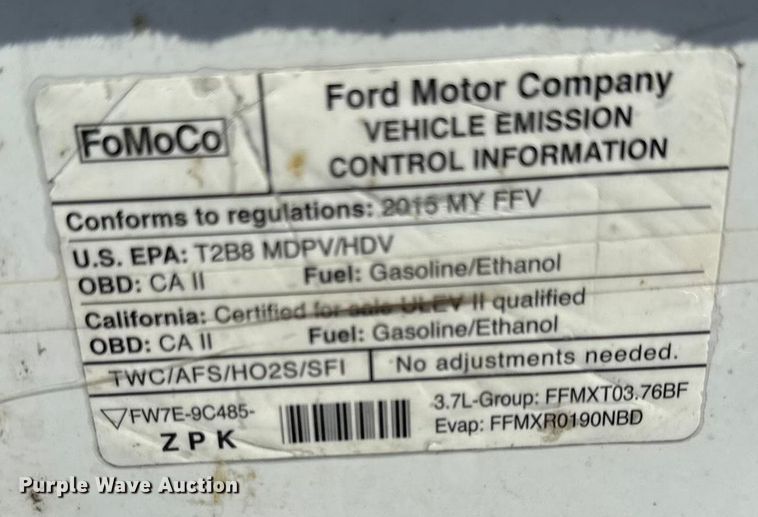 FoMoCo
Ford Motor Company
VEHICLE EMISSION
CONTROL INFORMATION
Conforms to regulations: 2015 MY FFV
U.S. EPA: T2B8 MDPV/HDV
OBD: CA II Fuel: Gasoline/Ethanol
California: Certified for sale ULEV II qualified
OBD: CA II Fuel: Gasoline/Ethanol
TWC/AFS/HO2S/SFI No adjustments needed.
FW7E-9C485-
Z P K
3.7L-Group: FFMXT03.76BF
Evap: FFMXR0190NBD
Purple Wave Auction